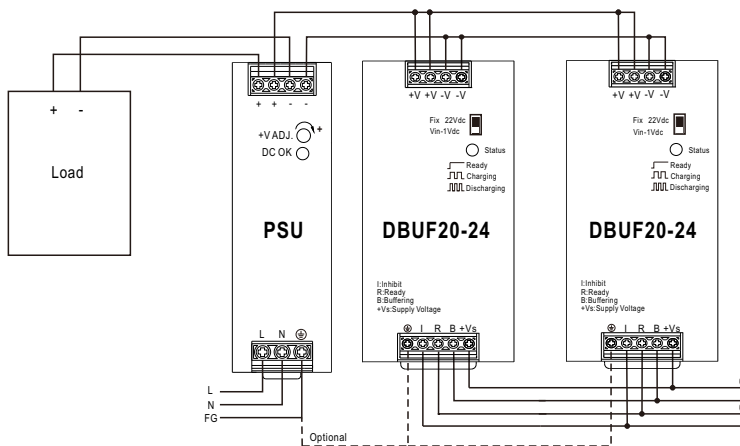 + -
Load
+ + - -
+V ADJ. +
DC OK
PSU
L N
L
N
FG
Optional
+V +V -V -V
Fix 22Vdc
Vin-1Vdc
Status
Ready
Charging
Discharging
DBUF20-24
I:Inhibit
R:Ready
B:Buffering
+Vs:Supply Voltage
I R B +Vs
+V +V -V -V
Fix 22Vdc
Vin-1Vdc
Status
Ready
Charging
Discharging
DBUF20-24
I:Inhibit
R:Ready
B:Buffering
+Vs:Supply Voltage
I R B +Vs